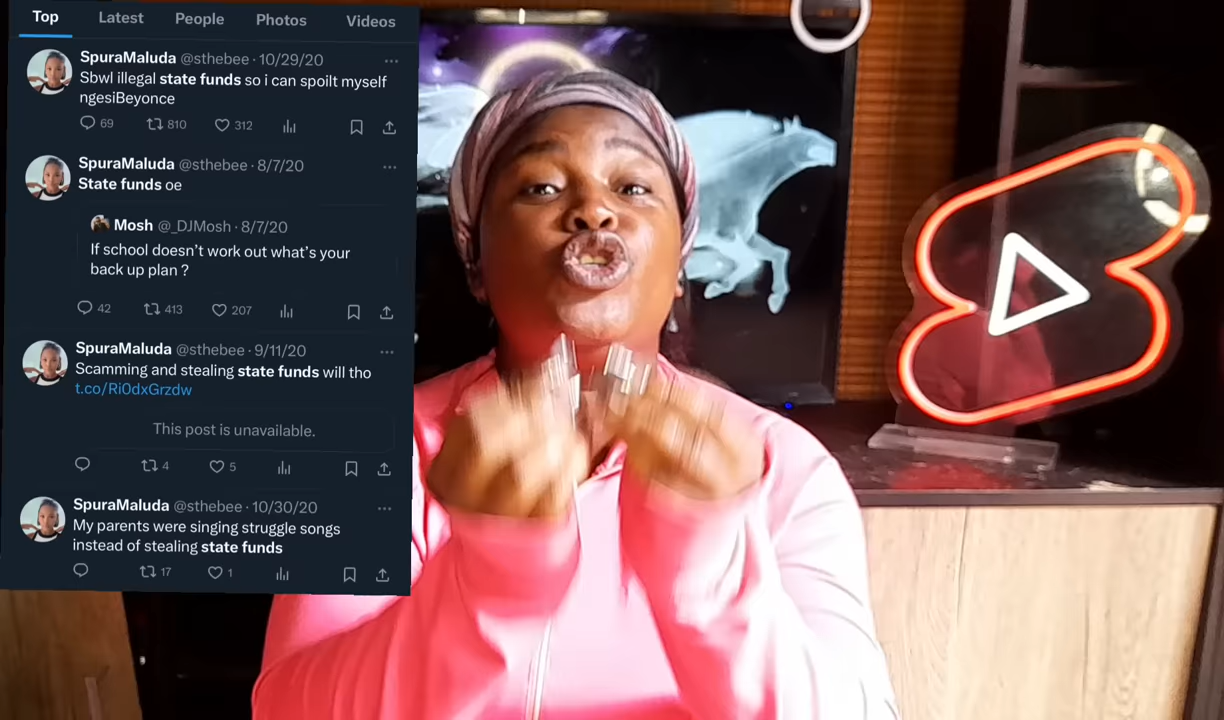 Top Latest People Photos Videos
SpuraMaluda @sthebee · 10/29/20
Sbwl illegal state funds so i can spoilt myself
ngesiBeyonce
69 810 312
SpuraMaluda @sthebee · 8/7/20
State funds oe
Mosh @_DJMosh · 8/7/20
If school doesn't work out what's your
back up plan ?
42 413 207
SpuraMaluda @sthebee · 9/11/20
Scamming and stealing state funds will tho
t.co/Ri0dxGrzdw
This post is unavailable.
4 5
SpuraMaluda @sthebee · 10/30/20
My parents were singing struggle songs
instead of stealing state funds
17 1